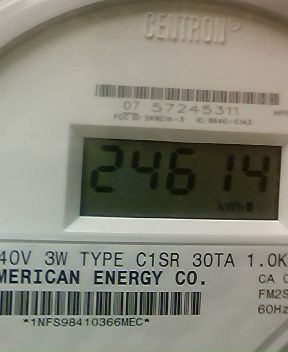 CENTRON®
07 57245311
24614
kWh
40V 3W TYPE C1SR 30TA 1.0K
MERICAN ENERGY CO.
CA
FM2S
60Hz
*1NFS98410366MEC*